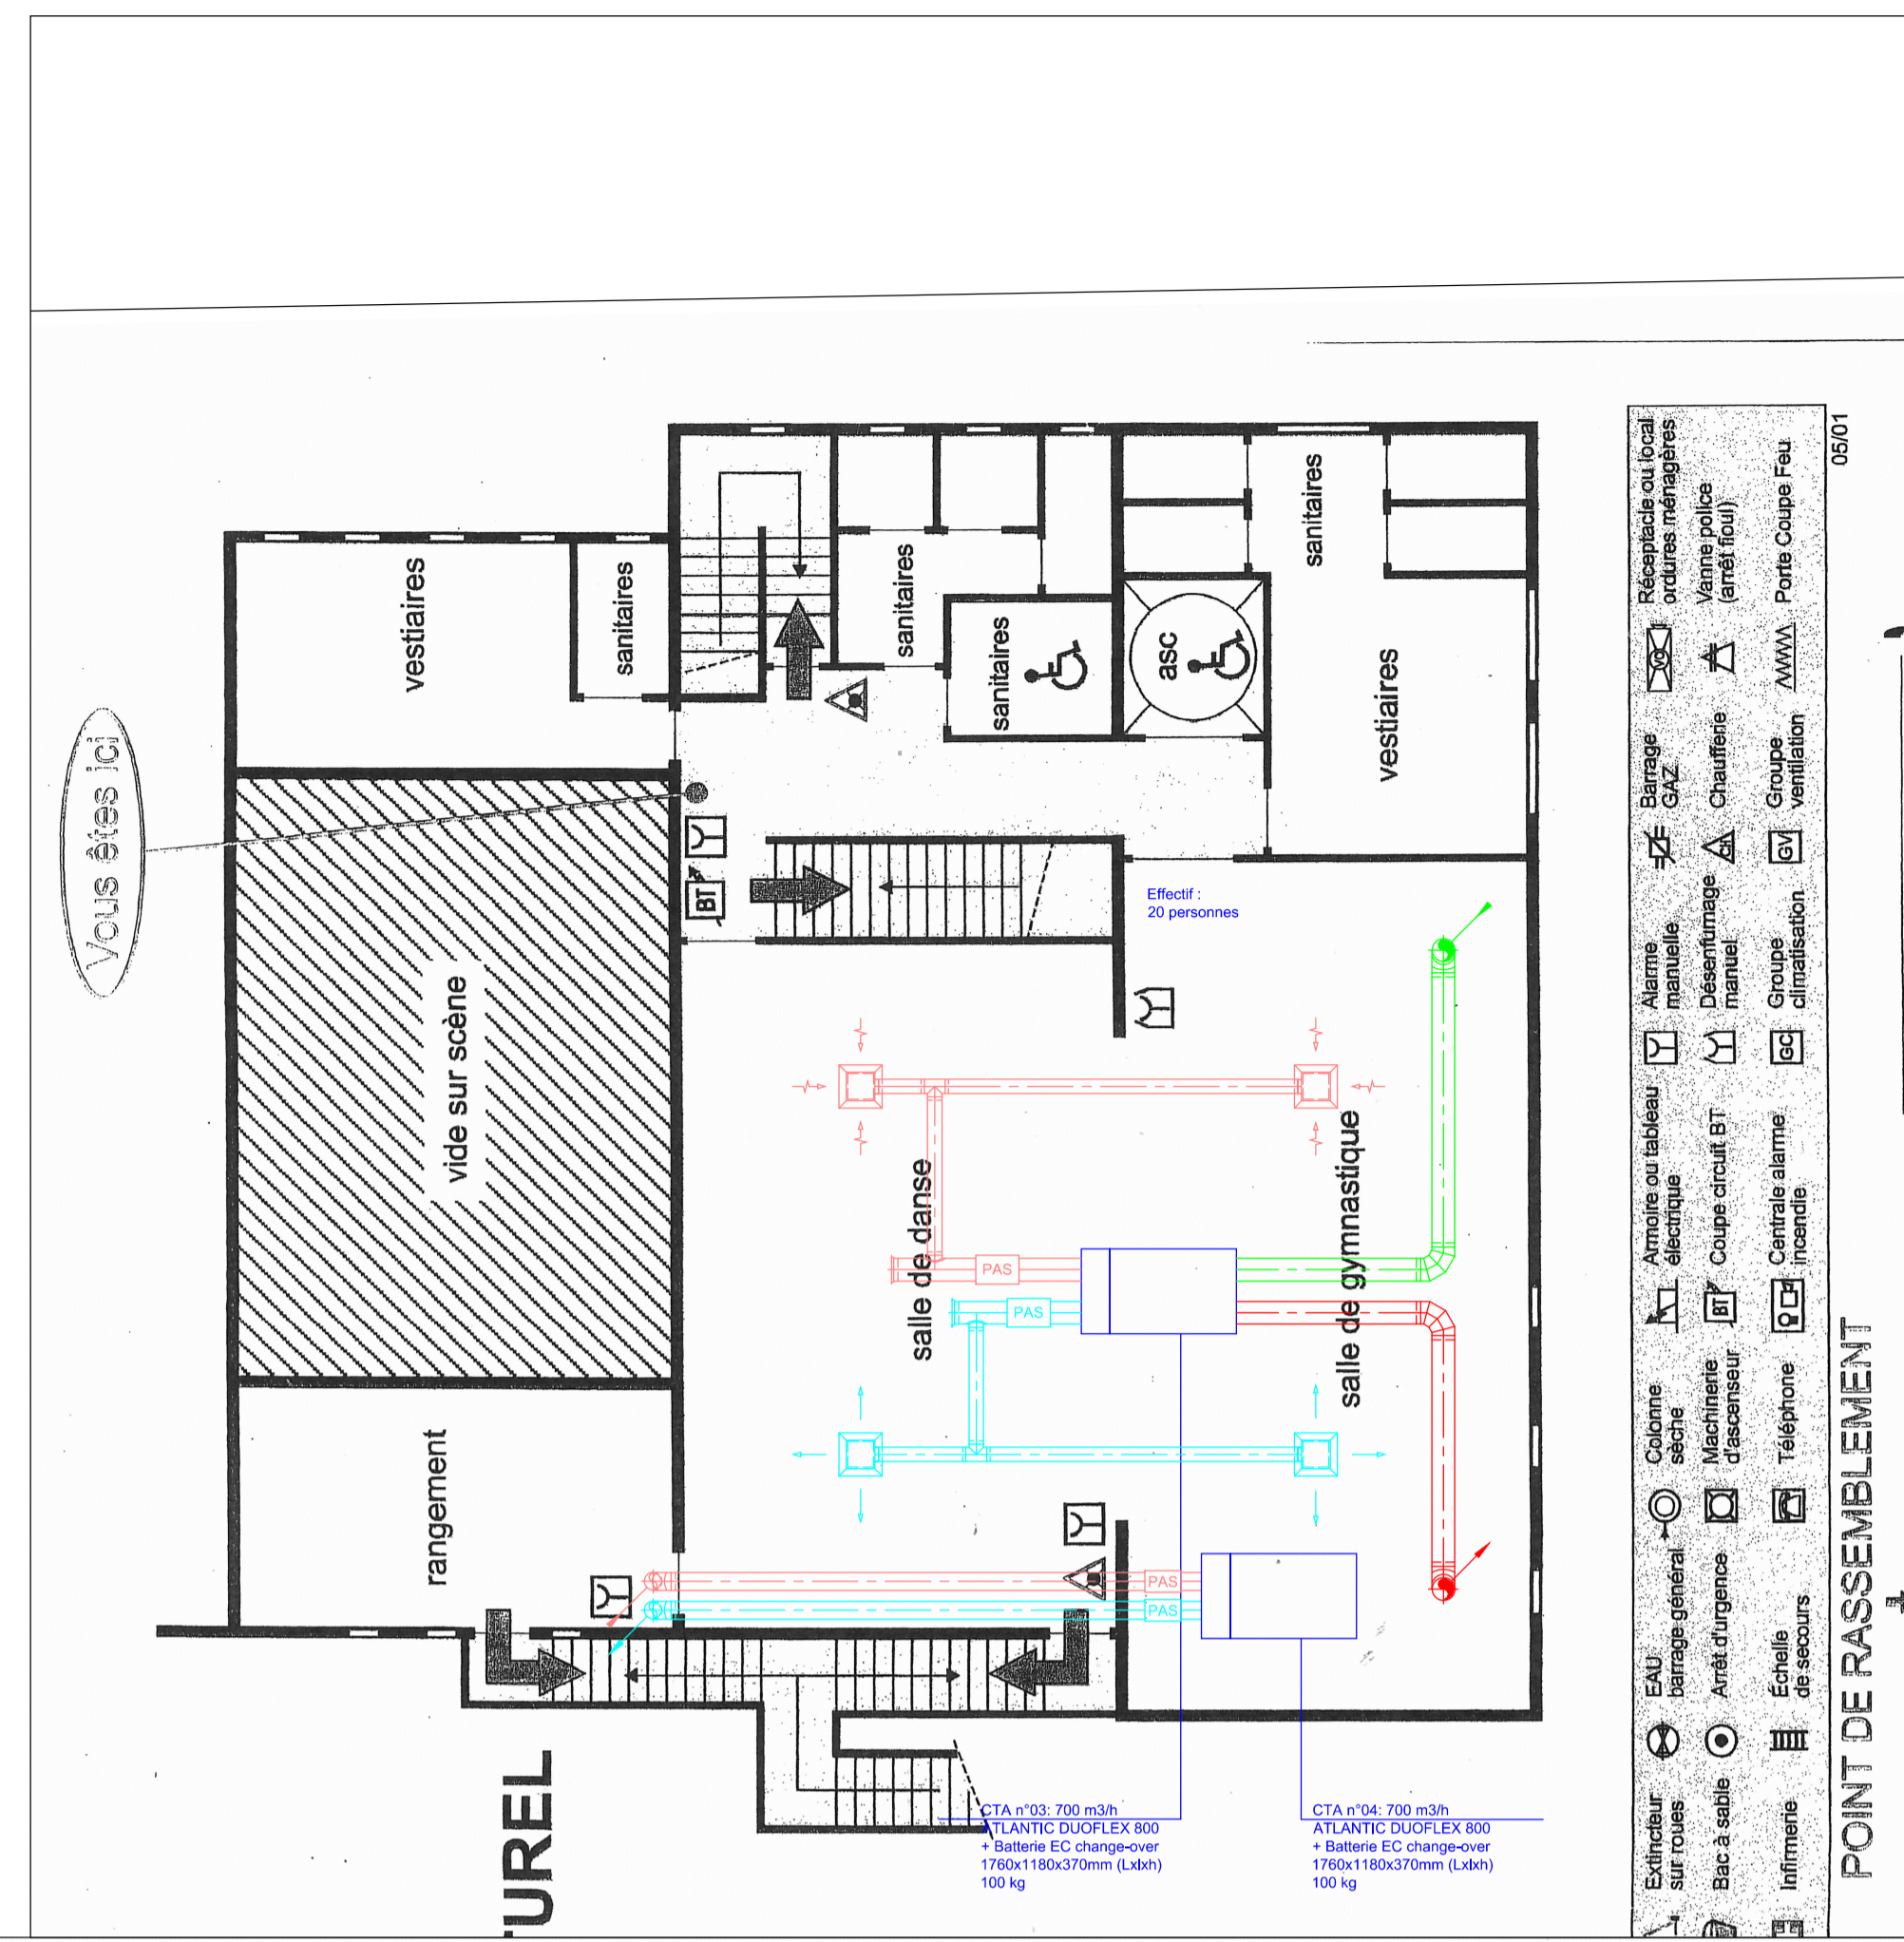 Vous êtes ici
vestiaires
sanitaires
vide sur scène
rangement
sanitaires
sanitaires
asc
sanitaires
vestiaires
BT
Effectif :
20 personnes
salle de danse
salle de gymnastique
PAS
PAS
PAS
PAS
CTA n°03: 700 m3/h
ATLANTIC DUOFLEX 800
+ Batterie EC change-over
1760x1180x370mm (Lxlxh)
100 kg
CTA n°04: 700 m3/h
ATLANTIC DUOFLEX 800
+ Batterie EC change-over
1760x1180x370mm (Lxlxh)
100 kg
TUREL
Extincteur
sur roues
EAU
barrage général
Colonne
sèche
Armoire ou tableau
électrique
Alarme
manuelle
Barrage
GAZ
VO
Réceptacle ou local
ordures ménagères
Bac à sable
Arrêt d'urgence
Machinerie
d'ascenseur
BT
Coupe circuit BT
Désenfumage
manuel
CH
Chaufferie
Vanne police
(arrêt fioul)
Infirmerie
Échelle
de secours
Téléphone
Centrale alarme
incendie
GC
Groupe
climatisation
GV
Groupe
ventilation
Porte Coupe Feu
05/01
POINT DE RASSEMBLEMENT